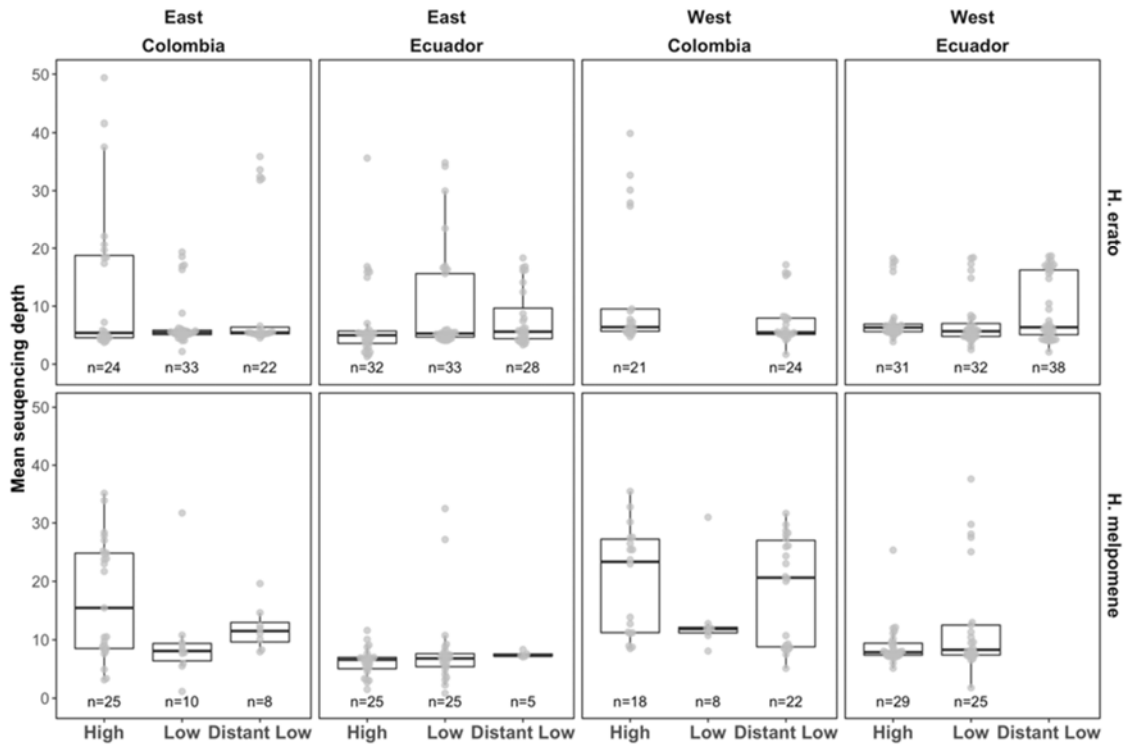 East East West West
Colombia Ecuador Colombia Ecuador
50
40
30
20
10
0
n=24 n=33 n=22 n=32 n=33 n=28 n=21 n=24 n=31 n=32 n=38
H. erato
Mean seuqencing depth
50
40
30
20
10
0
n=25 n=10 n=8 n=25 n=25 n=5 n=18 n=8 n=22 n=29 n=25
H. melpomene
High Low Distant Low High Low Distant Low High Low Distant Low High Low Distant Low